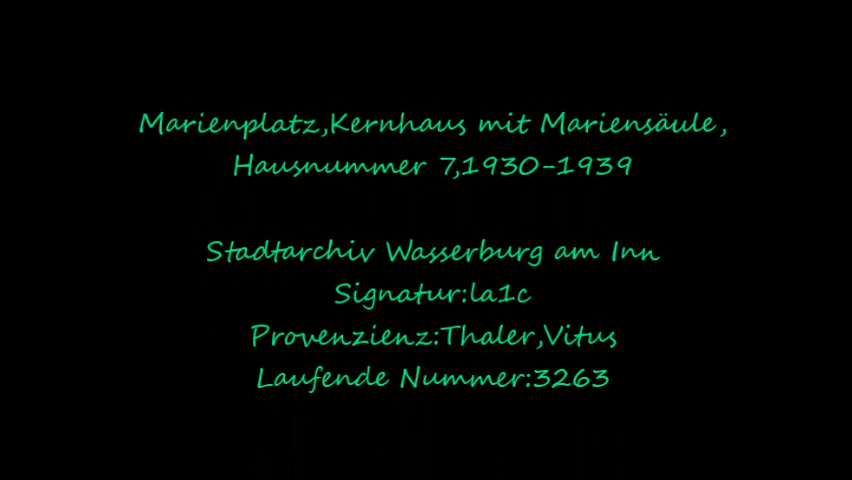 Marienplatz,Kernhaus mit Mariensäule,
Hausnummer 7,1930-1939
Stadtarchiv Wasserburg am Inn
Signatur:la1c
Provenzienz:Thaler,Vitus
Laufende Nummer:3263